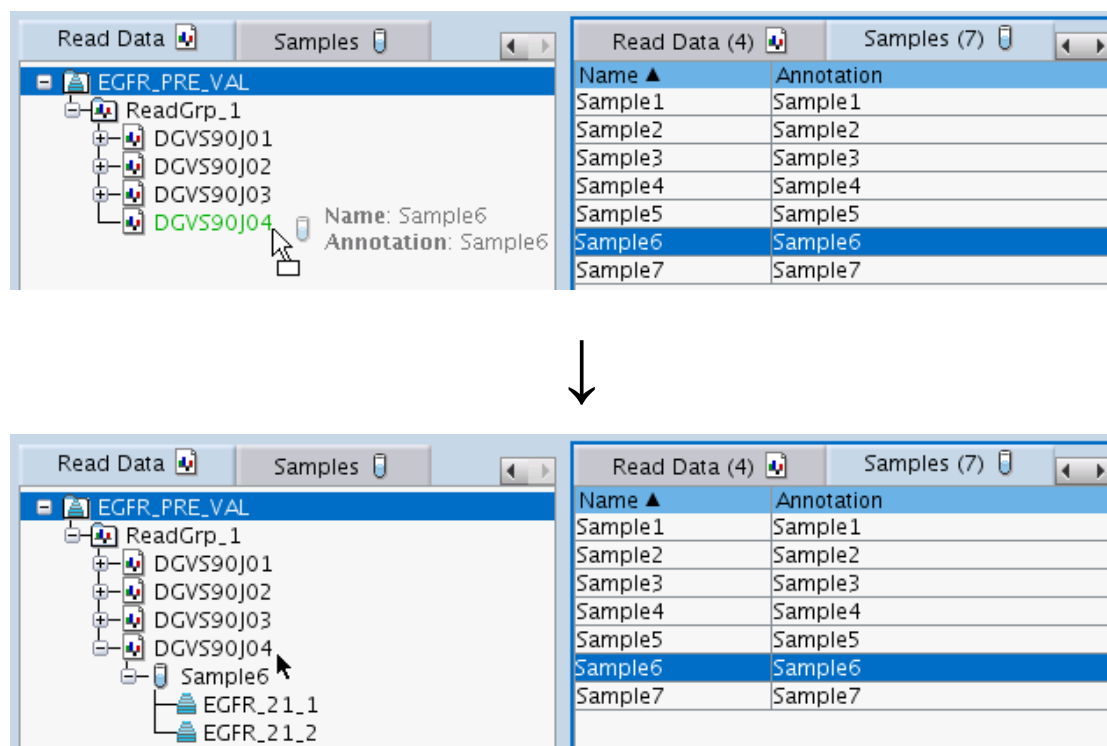 Read Data Samples
EGFR_PRE_VAL
ReadGrp_1
DGVS90J01
DGVS90J02
DGVS90J03
DGVS90J04
Name: Sample6
Annotation: Sample6
Read Data (4) Samples (7)
Name ▲ Annotation
Sample1 Sample1
Sample2 Sample2
Sample3 Sample3
Sample4 Sample4
Sample5 Sample5
Sample6 Sample6
Sample7 Sample7
Read Data Samples
EGFR_PRE_VAL
ReadGrp_1
DGVS90J01
DGVS90J02
DGVS90J03
DGVS90J04
Sample6
EGFR_21_1
EGFR_21_2
Read Data (4) Samples (7)
Name ▲ Annotation
Sample1 Sample1
Sample2 Sample2
Sample3 Sample3
Sample4 Sample4
Sample5 Sample5
Sample6 Sample6
Sample7 Sample7